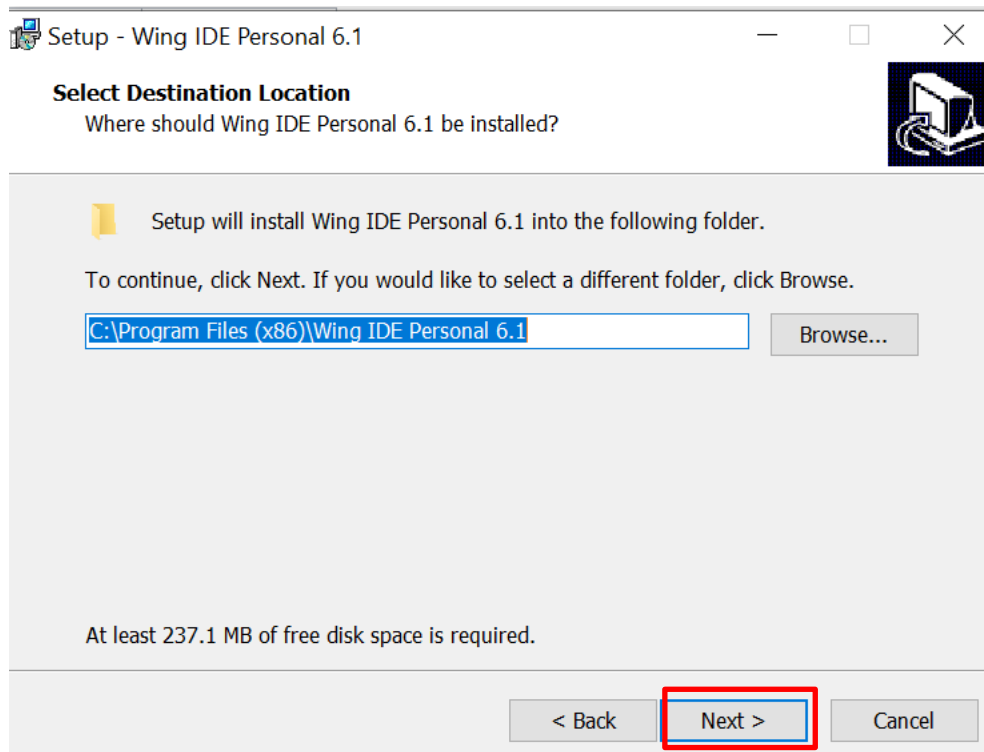 Setup - Wing IDE Personal 6.1
Select Destination Location
Where should Wing IDE Personal 6.1 be installed?
Setup will install Wing IDE Personal 6.1 into the following folder.
To continue, click Next. If you would like to select a different folder, click Browse.
C:\Program Files (x86)\Wing IDE Personal 6.1
Browse...
At least 237.1 MB of free disk space is required.
< Back
Next >
Cancel